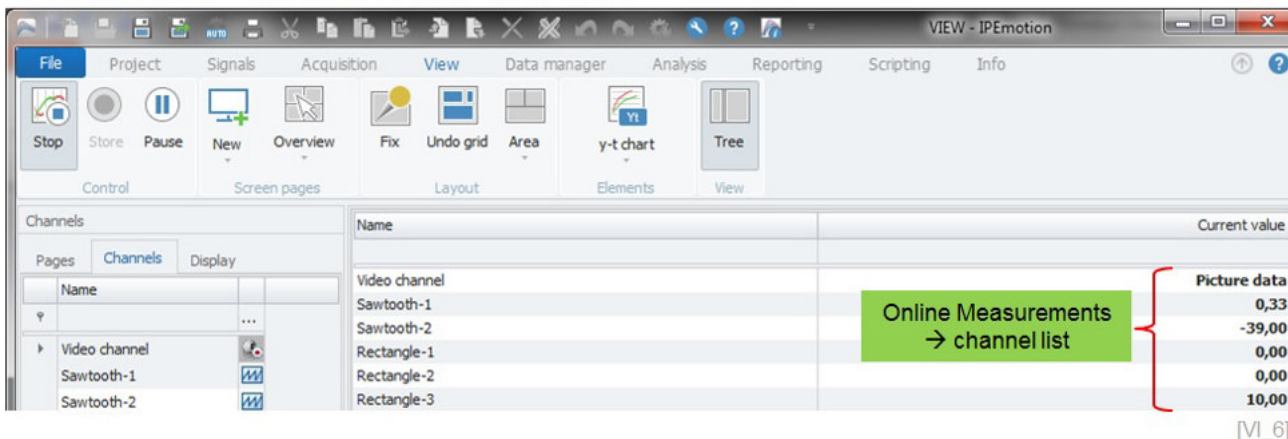 AUTO
VIEW - IPEmotion
File Project Signals Acquisition View Data manager Analysis Reporting Scripting Info
Stop Store Pause New Overview Fix Undo grid Area y-t chart Tree
Yt
Control Screen pages Layout Elements View
Channels
Pages Channels Display
Name
...
Video channel
Sawtooth-1
Sawtooth-2
Name Current value
Video channel Picture data
Sawtooth-1 0,33
Sawtooth-2 -39,00
Rectangle-1 0,00
Rectangle-2 0,00
Rectangle-3 10,00
Online Measurements
→ channel list
[VI_6]